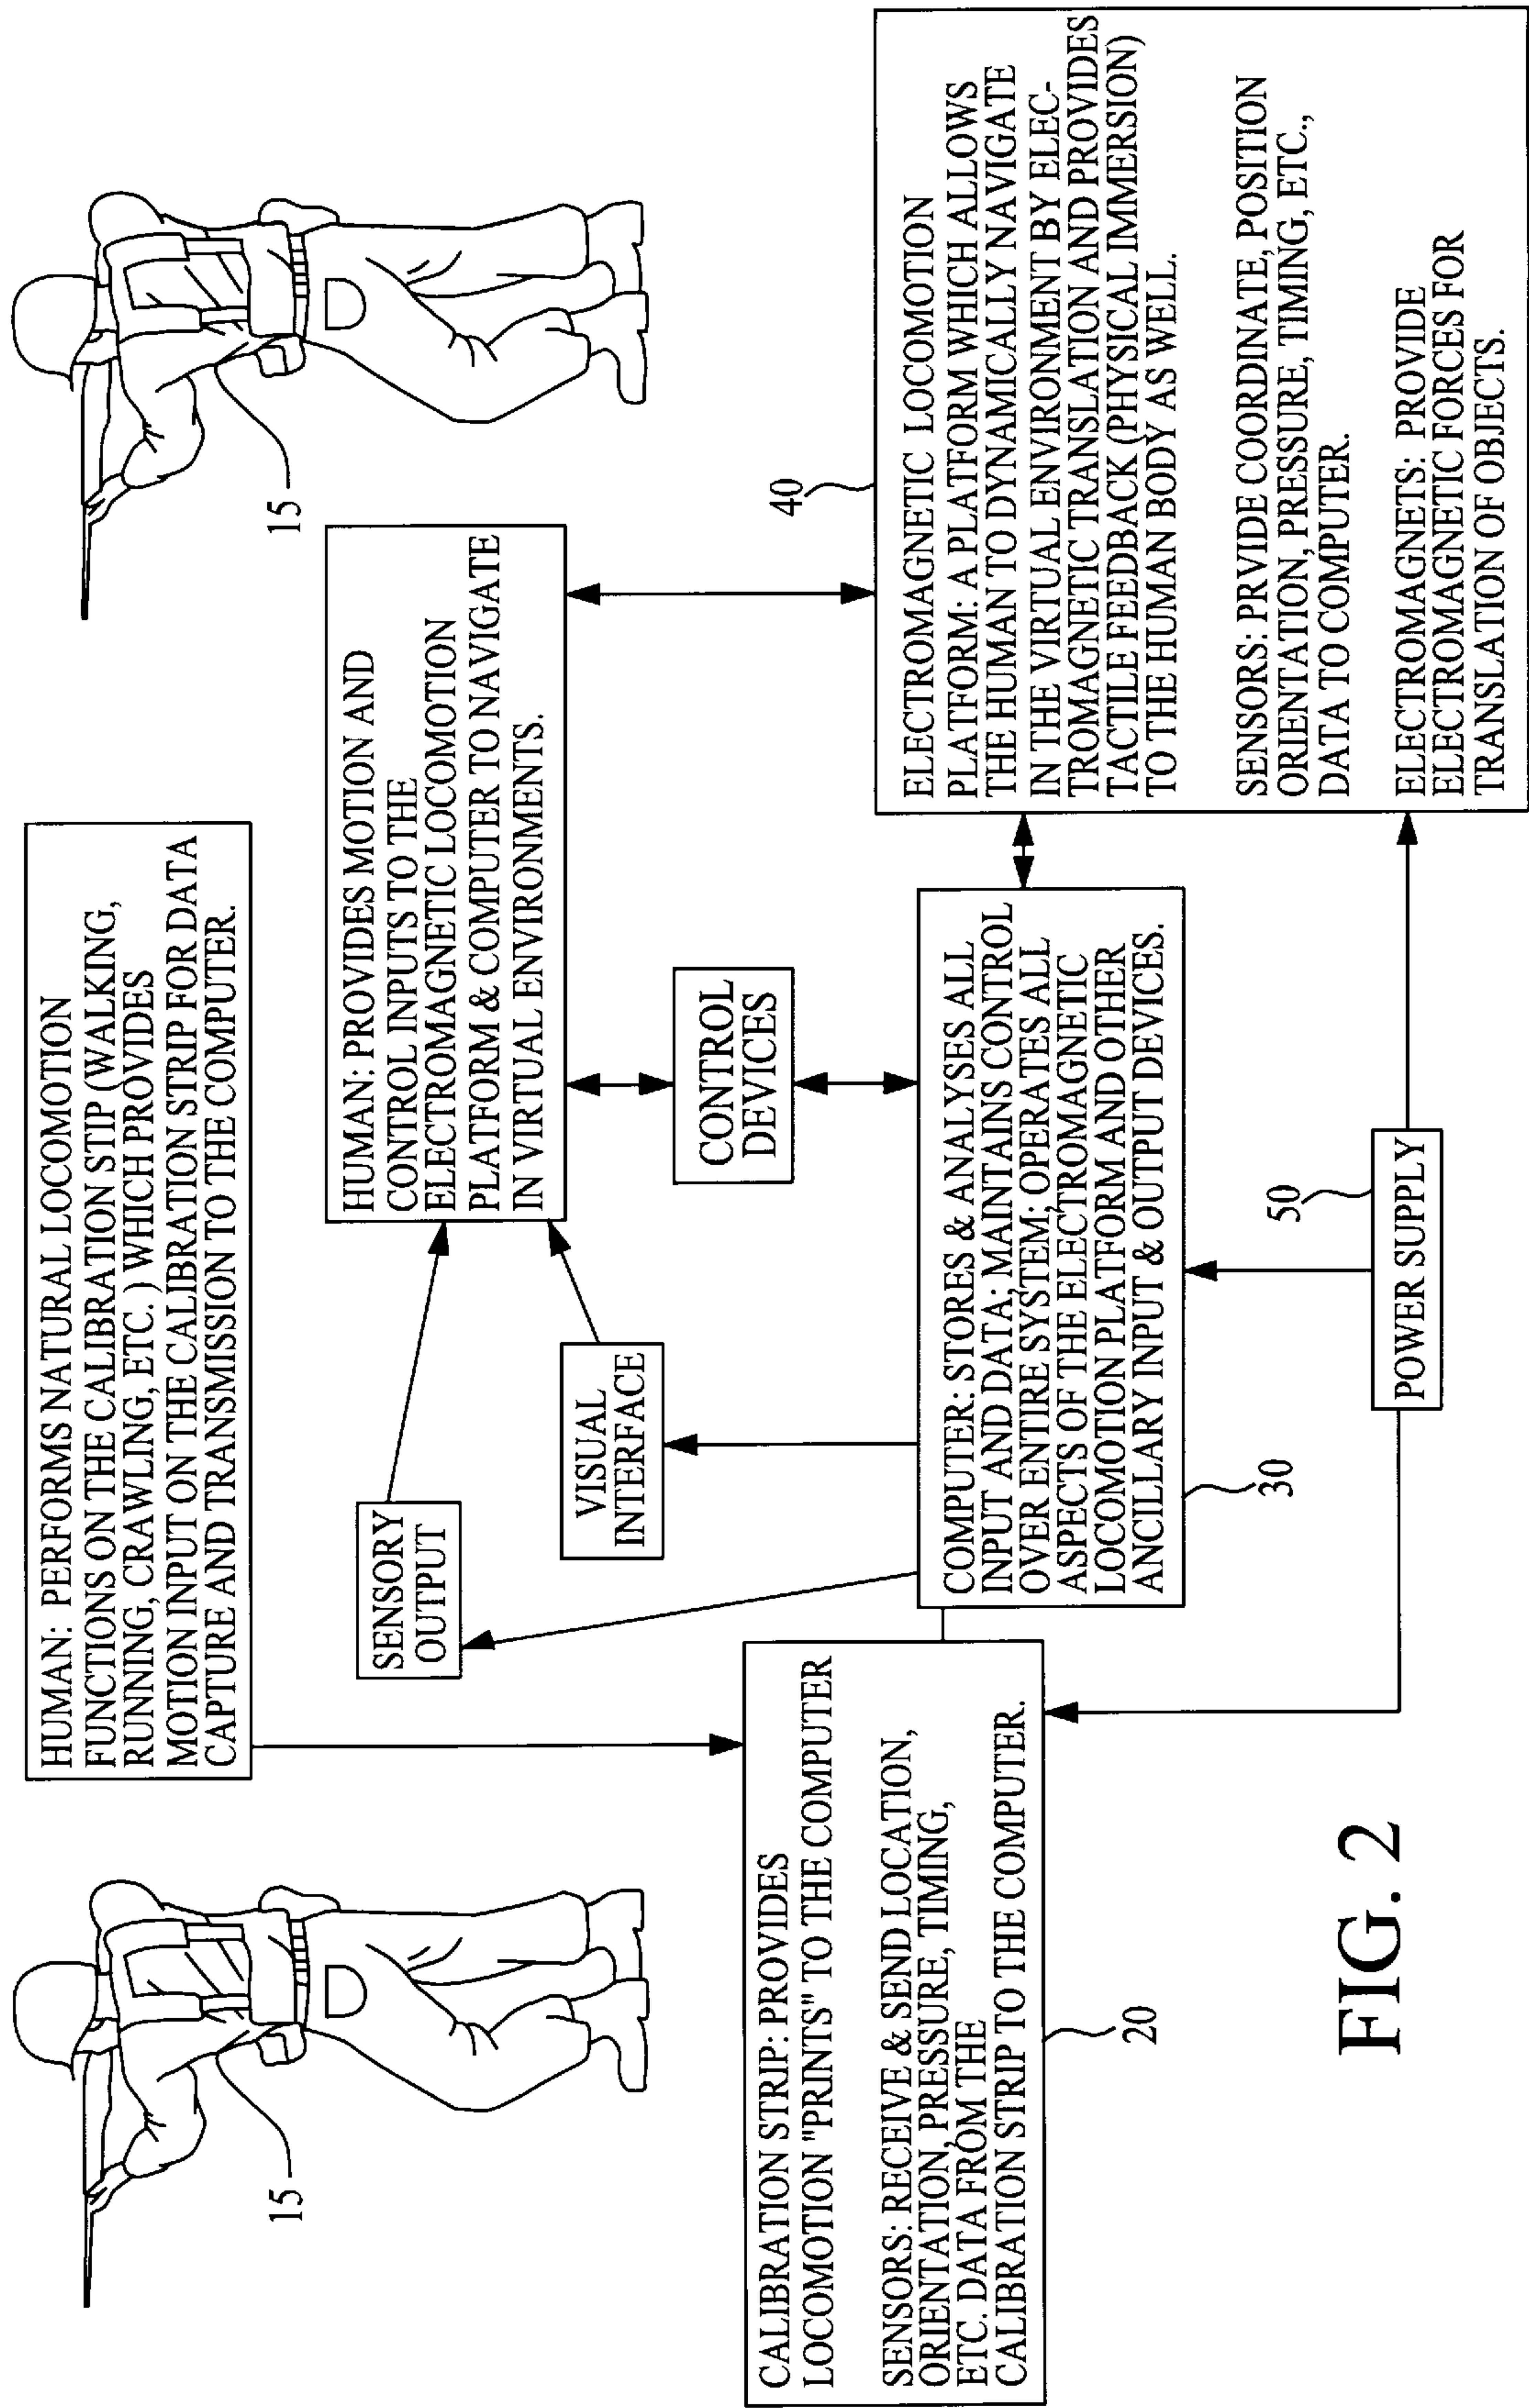 15
15
HUMAN: PERFORMS NATURAL LOCOMOTION
FUNCTIONS ON THE CALIBRATION STIP (WALKING,
RUNNING, CRAWLING, ETC. ) WHICH PROVIDES
MOTION INPUT ON THE CALIBRATION STRIP FOR DATA
CAPTURE AND TRANSMISSION TO THE COMPUTER.
HUMAN: PROVIDES MOTION AND
CONTROL INPUTS TO THE
ELECTROMAGNETIC LOCOMOTION
PLATFORM & COMPUTER TO NAVIGATE
IN VIRTUAL ENVIRONMENTS.
SENSORY
OUTPUT
VISUAL
INTERFACE
CONTROL
DEVICES
CALIBRATION STRIP: PROVIDES
LOCOMOTION "PRINTS" TO THE COMPUTER
SENSORS: RECEIVE & SEND LOCATION,
ORIENTATION, PRESSURE, TIMING,
ETC. DATA FROM THE
CALIBRATION STRIP TO THE COMPUTER.
20
COMPUTER: STORES & ANALYSES ALL
INPUT AND DATA; MAINTAINS CONTROL
OVER ENTIRE SYSTEM; OPERATES ALL
ASPECTS OF THE ELECTROMAGNETIC
LOCOMOTION PLATFORM AND OTHER
ANCILLARY INPUT & OUTPUT DEVICES.
30
40
ELECTROMAGNETIC LOCOMOTION
PLATFORM: A PLATFORM WHICH ALLOWS
THE HUMAN TO DYNAMICALLY NAVIGATE
IN THE VIRTUAL ENVIRONMENT BY ELEC-
TROMAGNETIC TRANSLATION AND PROVIDES
TACTILE FEEDBACK (PHYSICAL IMMERSION)
TO THE HUMAN BODY AS WELL.
SENSORS: PRVIDE COORDINATE, POSITION
ORIENTATION, PRESSURE, TIMING, ETC.,
DATA TO COMPUTER.
ELECTROMAGNETS: PROVIDE
ELECTROMAGNETIC FORCES FOR
TRANSLATION OF OBJECTS.
50
POWER SUPPLY
FIG. 2